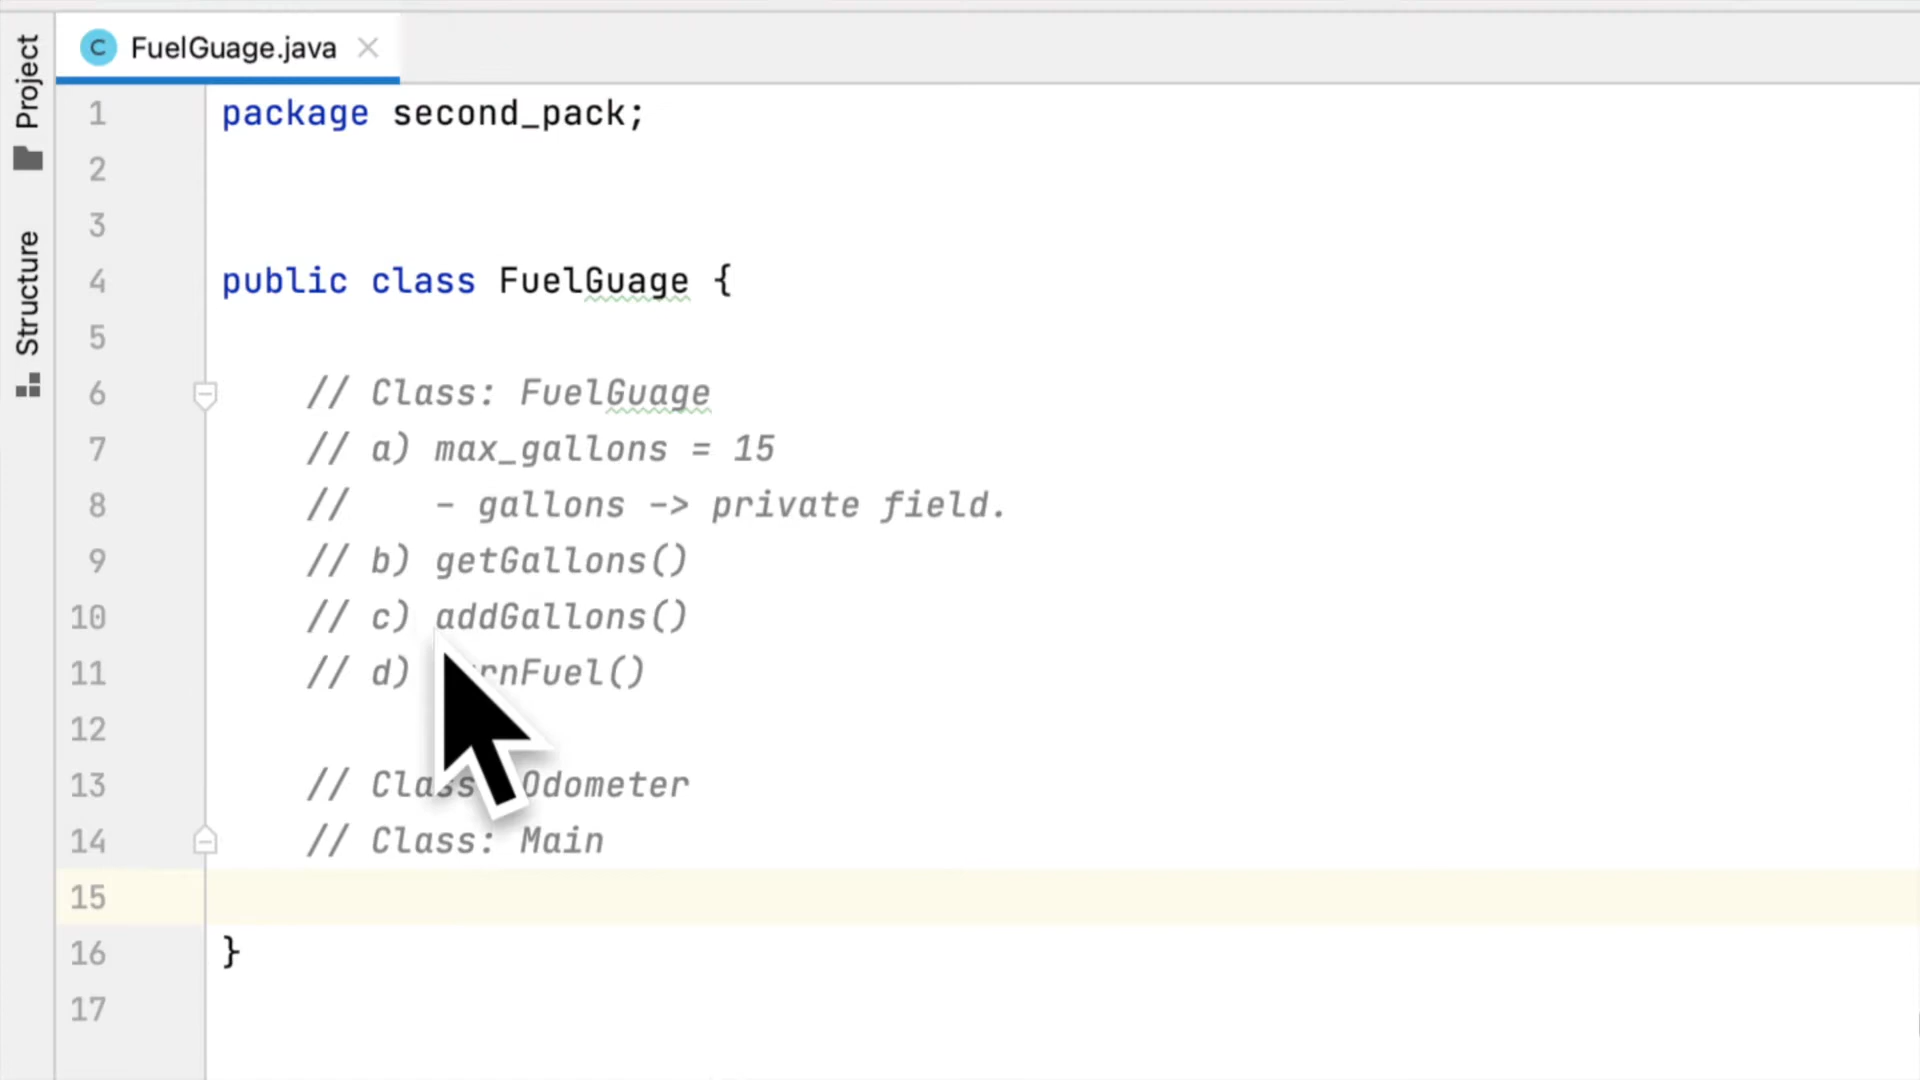 FuelGuage.java
Project
Structure
1 package second_pack;
2
3
4 public class FuelGuage {
5
6 // Class: FuelGuage
7 // a) max_gallons = 15
8 // - gallons -> private field.
9 // b) getGallons()
10 // c) addGallons()
11 // d) rnFuel()
12
13 // Class Odometer
14 // Class: Main
15
16 }
17